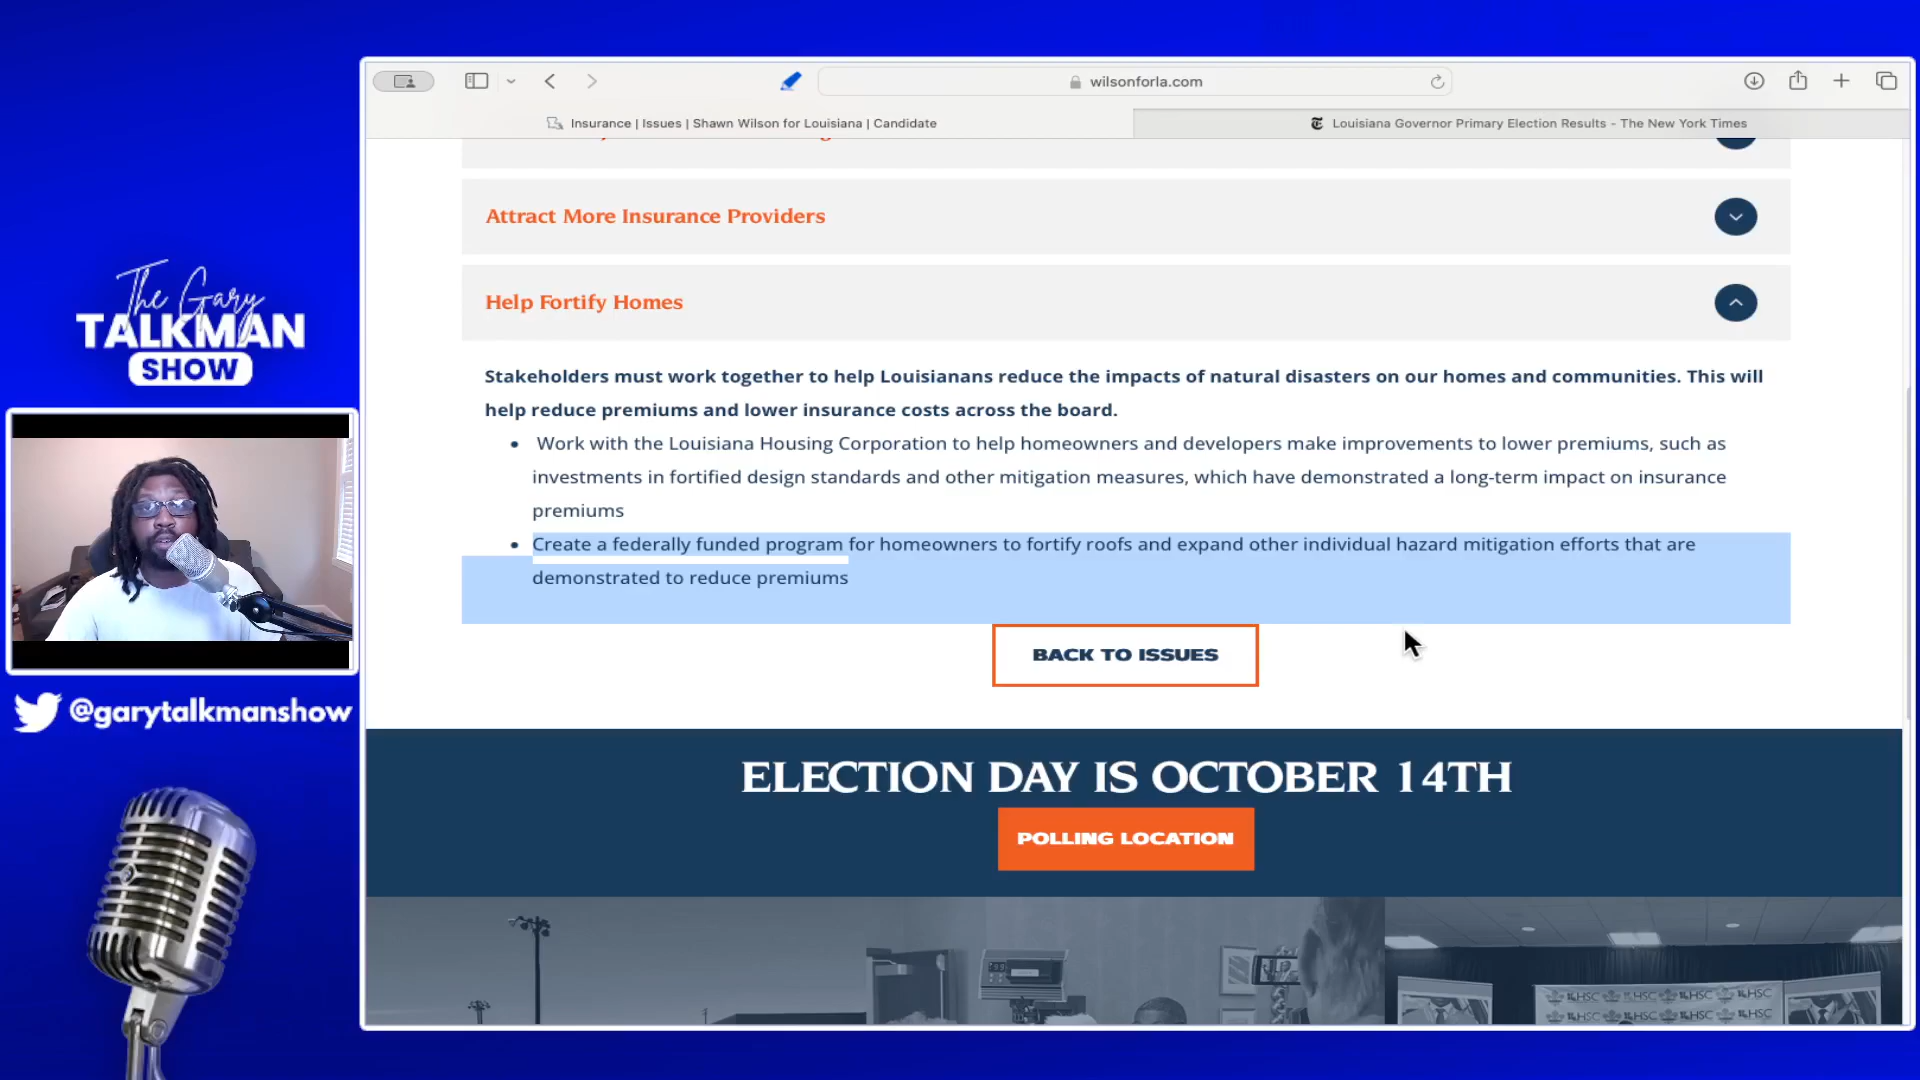 wilsonforla.com
Insurance | Issues | Shawn Wilson for Louisiana | Candidate
Louisiana Governor Primary Election Results - The New York Times
Attract More Insurance Providers
Help Fortify Homes
Stakeholders must work together to help Louisianans reduce the impacts of natural disasters on our homes and communities. This will
help reduce premiums and lower insurance costs across the board.
• Work with the Louisiana Housing Corporation to help homeowners and developers make improvements to lower premiums, such as
investments in fortified design standards and other mitigation measures, which have demonstrated a long-term impact on insurance
premiums
• Create a federally funded program for homeowners to fortify roofs and expand other individual hazard mitigation efforts that are
demonstrated to reduce premiums
BACK TO ISSUES
ELECTION DAY IS OCTOBER 14TH
POLLING LOCATION
The Gary
TALKMAN
SHOW
@garytalkmanshow